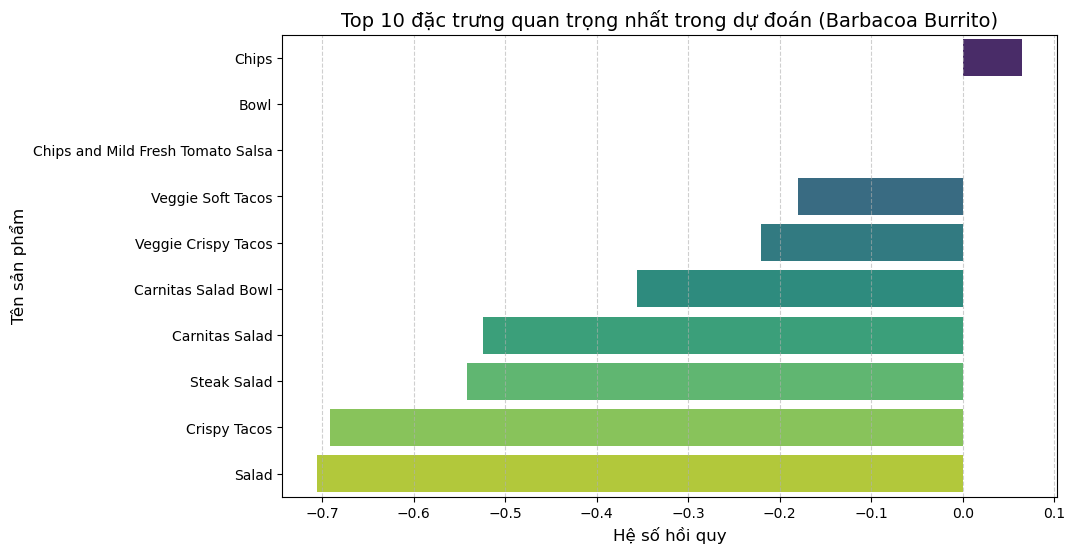 Top 10 đặc trưng quan trọng nhất trong dự đoán (Barbacoa Burrito)
Tên sản phẩm
Chips
Bowl
Chips and Mild Fresh Tomato Salsa
Veggie Soft Tacos
Veggie Crispy Tacos
Carnitas Salad Bowl
Carnitas Salad
Steak Salad
Crispy Tacos
Salad
−0.7 −0.6 −0.5 −0.4 −0.3 −0.2 −0.1 0.0 0.1
Hệ số hồi quy